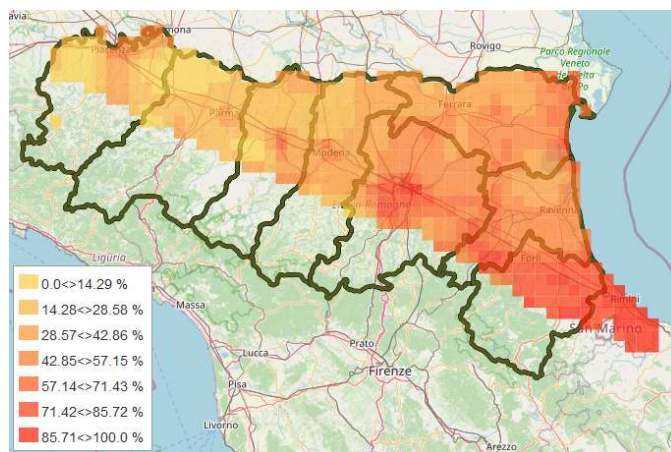 Rovigo
Parco Regionale
Veneto
del Delta
del Po
Ferrara
Parma
Modena
Emilia-Romagna
Ravenna
Forlì
Rimini
San Marino
Liguria
Massa
Lucca
Prato
Firenze
Pisa
Livorno
Arezzo
0.0<>14.29 %
14.28<>28.58 %
28.57<>42.86 %
42.85<>57.15 %
57.14<>71.43 %
71.42<>85.72 %
85.71<>100.0 %